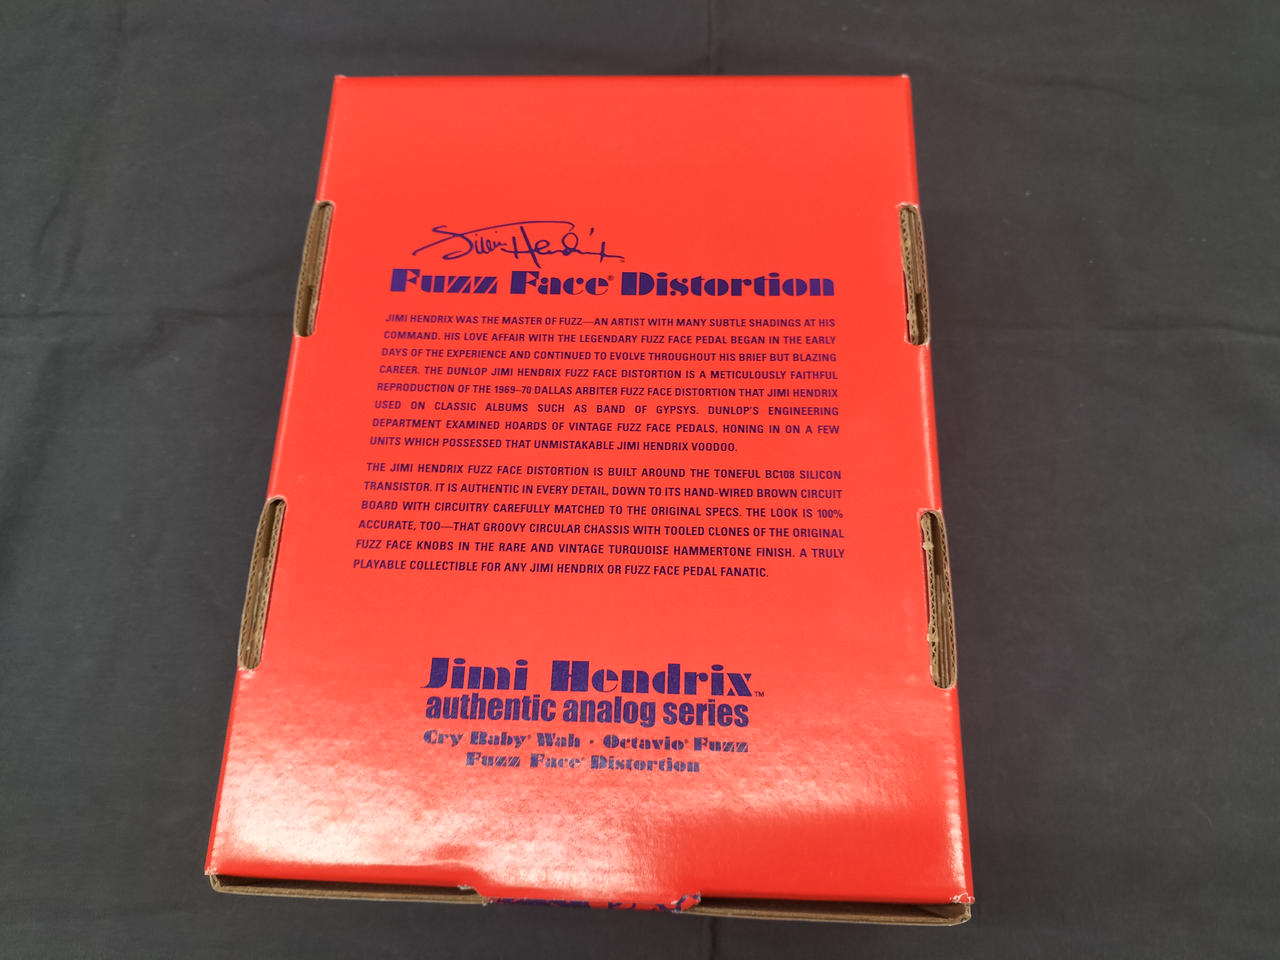 Jimi Hendrix
Fuzz Face® Distortion
JIMI HENDRIX WAS THE MASTER OF FUZZ—AN ARTIST WITH MANY SUBTLE SHADINGS AT HIS
COMMAND. HIS LOVE AFFAIR WITH THE LEGENDARY FUZZ FACE PEDAL BEGAN IN THE EARLY
DAYS OF THE EXPERIENCE AND CONTINUED TO EVOLVE THROUGHOUT HIS BRIEF BUT BLAZING
CAREER. THE DUNLOP JIMI HENDRIX FUZZ FACE DISTORTION IS A METICULOUSLY FAITHFUL
REPRODUCTION OF THE 1969–70 DALLAS ARBITER FUZZ FACE DISTORTION THAT JIMI HENDRIX
USED ON CLASSIC ALBUMS SUCH AS BAND OF GYPSYS. DUNLOP'S ENGINEERING
DEPARTMENT EXAMINED HOARDS OF VINTAGE FUZZ FACE PEDALS, HONING IN ON A FEW
UNITS WHICH POSSESSED THAT UNMISTAKABLE JIMI HENDRIX VOODOO.
THE JIMI HENDRIX FUZZ FACE DISTORTION IS BUILT AROUND THE TONEFUL BC108 SILICON
TRANSISTOR. IT IS AUTHENTIC IN EVERY DETAIL, DOWN TO ITS HAND-WIRED BROWN CIRCUIT
BOARD WITH CIRCUITRY CAREFULLY MATCHED TO THE ORIGINAL SPECS. THE LOOK IS 100%
ACCURATE, TOO—THAT GROOVY CIRCULAR CHASSIS WITH TOOLED CLONES OF THE ORIGINAL
FUZZ FACE KNOBS IN THE RARE AND VINTAGE TURQUOISE HAMMERTONE FINISH. A TRULY
PLAYABLE COLLECTIBLE FOR ANY JIMI HENDRIX OR FUZZ FACE PEDAL FANATIC.
Jimi Hendrix™
authentic analog series
Cry Baby® Wah · Octavio® Fuzz
Fuzz Face® Distortion